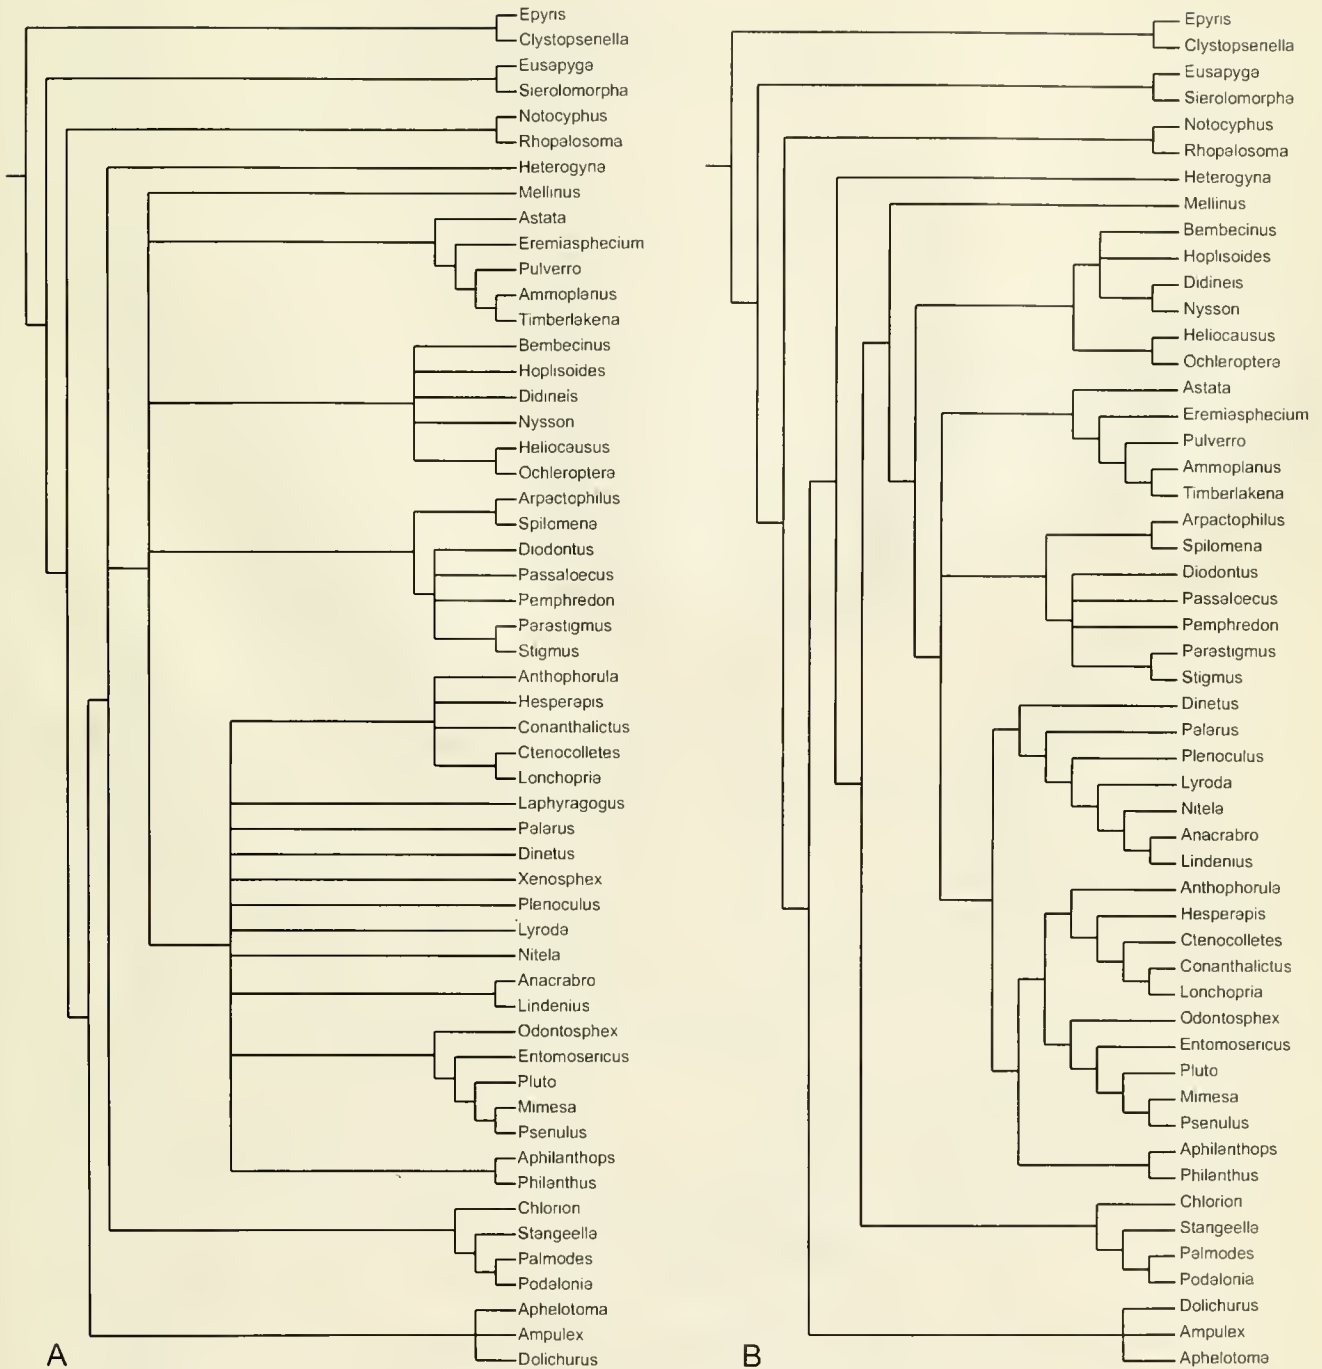 Epyris
Clystopsenella
Eusapyga
Sierolomorpha
Notocyphus
Rhopalosoma
Heterogyna
Mellinus
Astata
Eremiasphecium
Pulverro
Ammoplanus
Timberlakena
Bembecinus
Hoplisoides
Didineis
Nysson
Heliocausus
Ochleroptera
Arpactophilus
Spilomena
Diodontus
Passaloecus
Pemphredon
Parastigmus
Stigmus
Anthophorula
Hesperapis
Conanthalictus
Ctenocolletes
Lonchopria
Laphyragogus
Palarus
Dinetus
Xenosphex
Plenoculus
Lyroda
Nitela
Anacrabro
Lindenius
Odontosphex
Entomosericus
Pluto
Mimesa
Psenulus
Aphilanthops
Philanthus
Chlorion
Stangeella
Palmodes
Podalonia
Aphelotoma
Ampulex
Dolichurus
A
Epyris
Clystopsenella
Eusapyga
Sierolomorpha
Notocyphus
Rhopalosoma
Heterogyna
Mellinus
Bembecinus
Hoplisoides
Didineis
Nysson
Heliocausus
Ochleroptera
Astata
Eremiasphecium
Pulverro
Ammoplanus
Timberlakena
Arpactophilus
Spilomena
Diodontus
Passaloecus
Pemphredon
Parastigmus
Stigmus
Dinetus
Palarus
Plenoculus
Lyroda
Nitela
Anacrabro
Lindenius
Anthophorula
Hesperapis
Ctenocolletes
Conanthalictus
Lonchopria
Odontosphex
Entomosericus
Pluto
Mimesa
Psenulus
Aphilanthops
Philanthus
Chlorion
Stangeella
Palmodes
Podalonia
Dolichurus
Ampulex
Aphelotoma
B